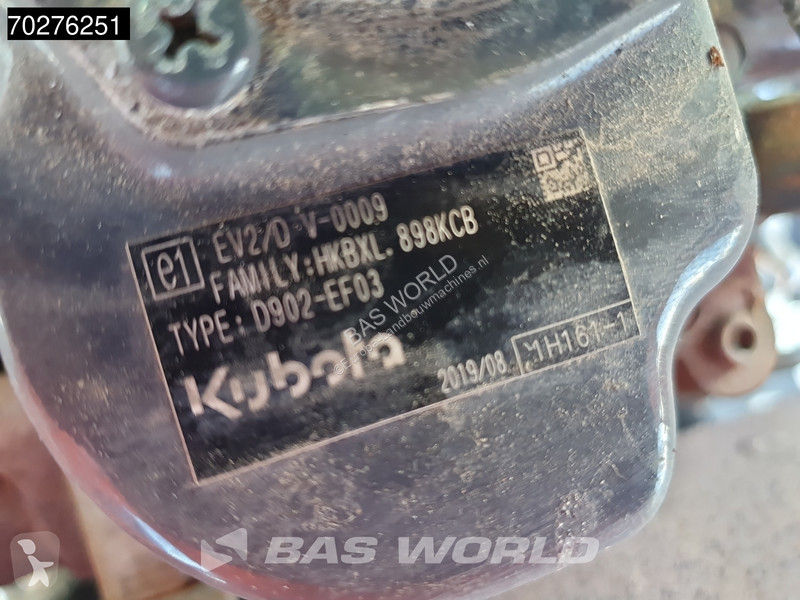 70276251
e1
EV2/D V-0009
FAMILY:HKBXL.898KCB
TYPE: D902-EF03
Kubota
2019/08
1H161-1
BAS WORLD
BAS WORLD